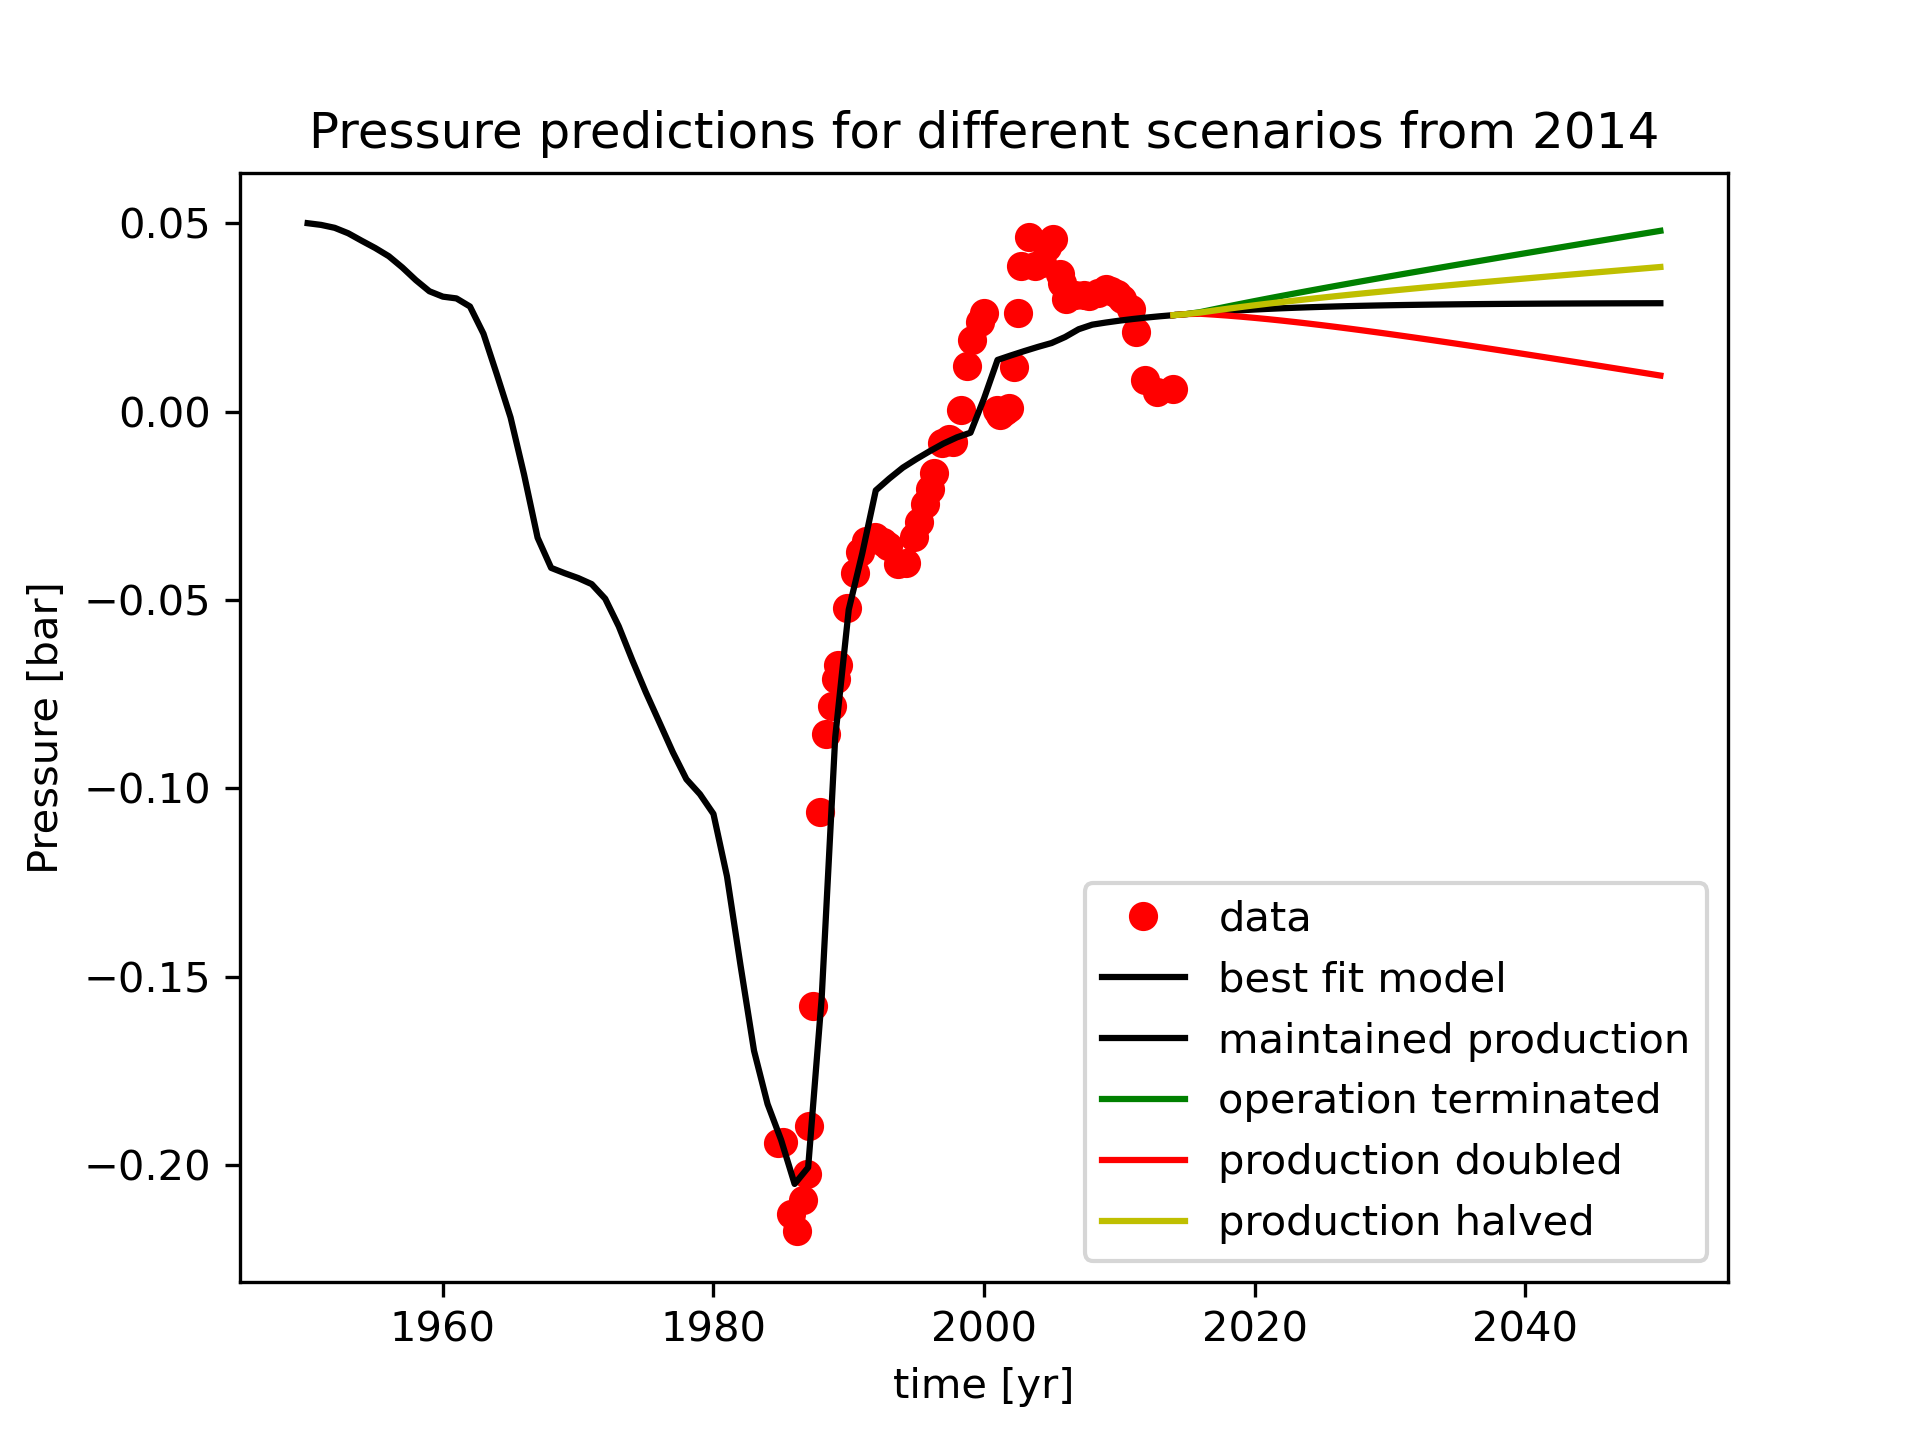 Pressure predictions for different scenarios from 2014
0.05
0.00
−0.05
−0.10
−0.15
−0.20
Pressure [bar]
data
best fit model
maintained production
operation terminated
production doubled
production halved
1960 1980 2000 2020 2040
time [yr]